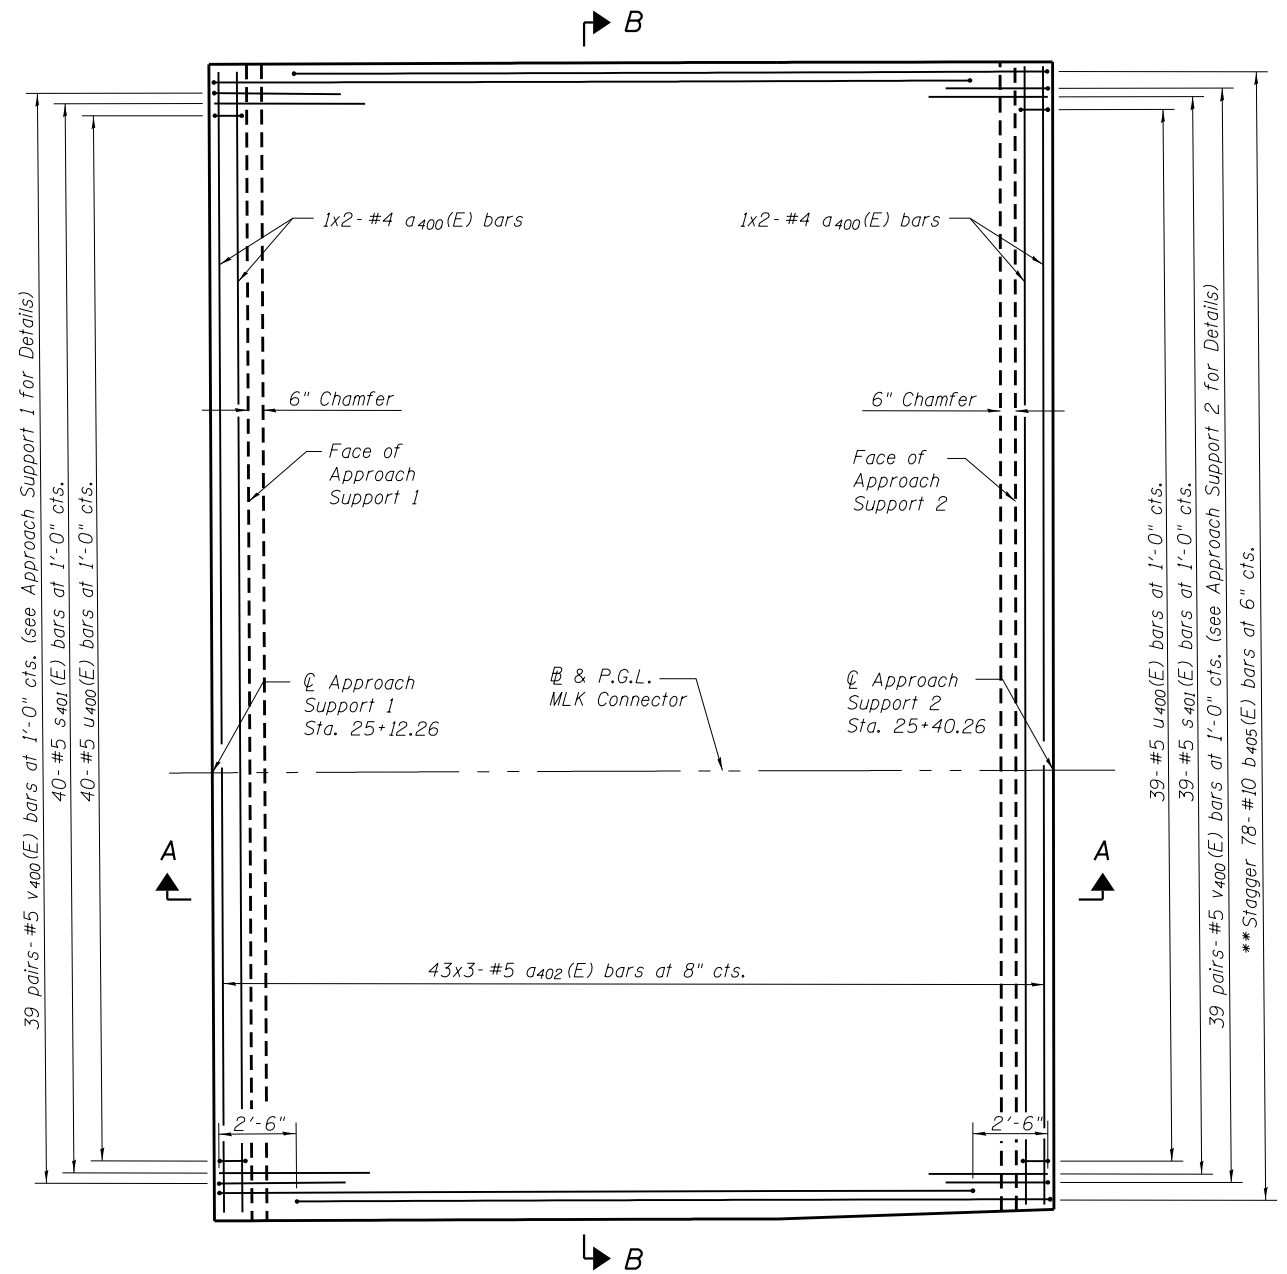 B
1x2-#4 a400(E) bars
1x2-#4 a400(E) bars
6" Chamfer
6" Chamfer
Face of
Approach
Support 1
Face of
Approach
Support 2
39 pairs-#5 v400(E) bars at 1'-0" cts. (see Approach Support 1 for Details)
40-#5 s401(E) bars at 1'-0" cts.
40-#5 u400(E) bars at 1'-0" cts.
39-#5 u400(E) bars at 1'-0" cts.
39-#5 s401(E) bars at 1'-0" cts.
39 pairs-#5 v400(E) bars at 1'-0" cts. (see Approach Support 2 for Details)
**Stagger 78-#10 b405(E) bars at 6" cts.
℄ Approach
Support 1
Sta. 25+12.26
B & P.G.L.
MLK Connector
℄ Approach
Support 2
Sta. 25+40.26
A
A
43x3-#5 a402(E) bars at 8" cts.
2'-6"
2'-6"
B